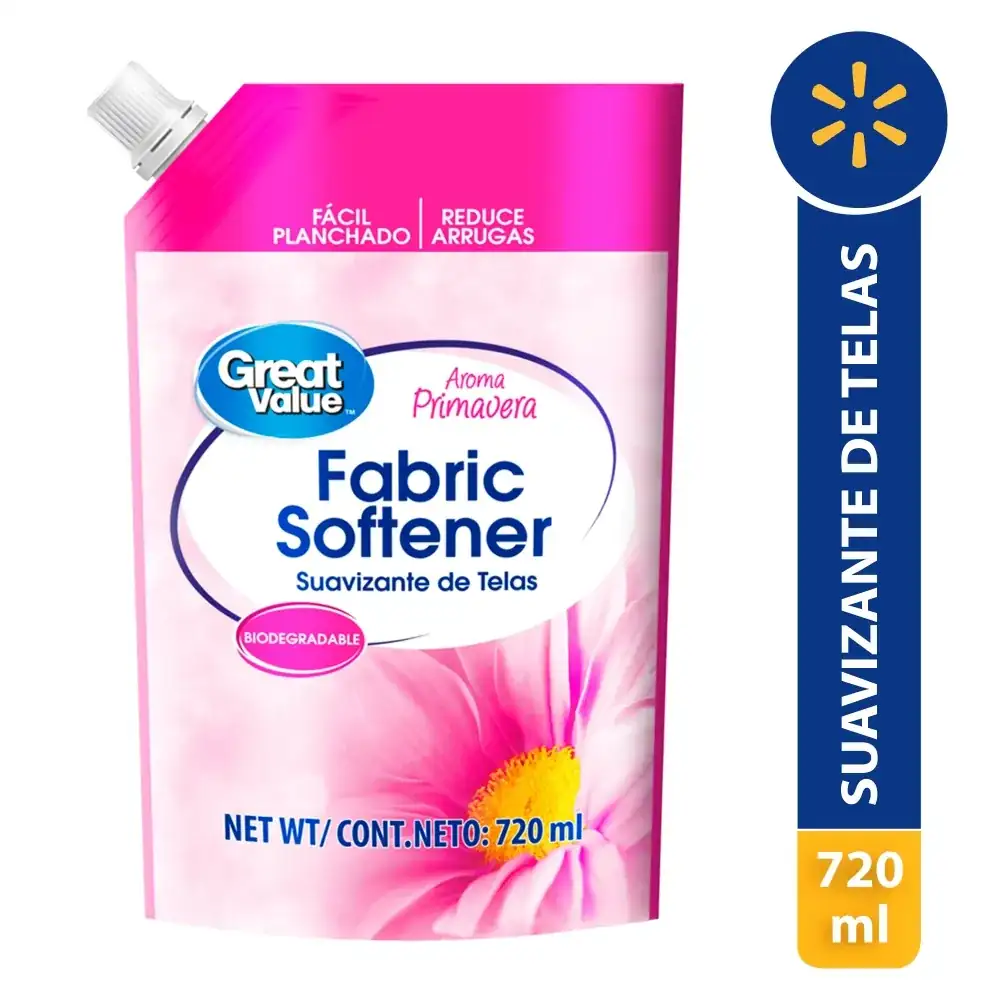 FÁCIL
PLANCHADO
REDUCE
ARRUGAS
Great
Value™
Aroma
Primavera
Fabric
Softener
Suavizante de Telas
BIODEGRADABLE
NET WT/ CONT.NETO: 720 ml
SUAVIZANTE DE TELAS
720
ml